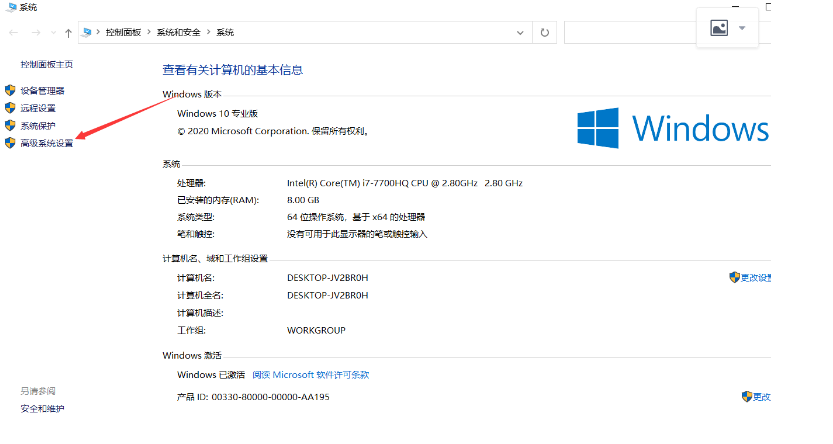 系统
控制面板 系统和安全 系统
控制面板主页
设备管理器
远程设置
系统保护
高级系统设置
查看有关计算机的基本信息
Windows 版本
Windows 10 专业版
© 2020 Microsoft Corporation. 保留所有权利。
Windows
系统
处理器: Intel(R) Core(TM) i7-7700HQ CPU @ 2.80GHz 2.80 GHz
已安装的内存(RAM): 8.00 GB
系统类型: 64 位操作系统, 基于 x64 的处理器
笔和触控: 没有可用于此显示器的笔或触控输入
计算机名、域和工作组设置
计算机名: DESKTOP-JV2BR0H
更改设置
计算机全名: DESKTOP-JV2BR0H
计算机描述:
工作组: WORKGROUP
Windows 激活
Windows 已激活 阅读 Microsoft 软件许可条款
产品 ID: 00330-80000-00000-AA195
更改
另请参阅
安全和维护